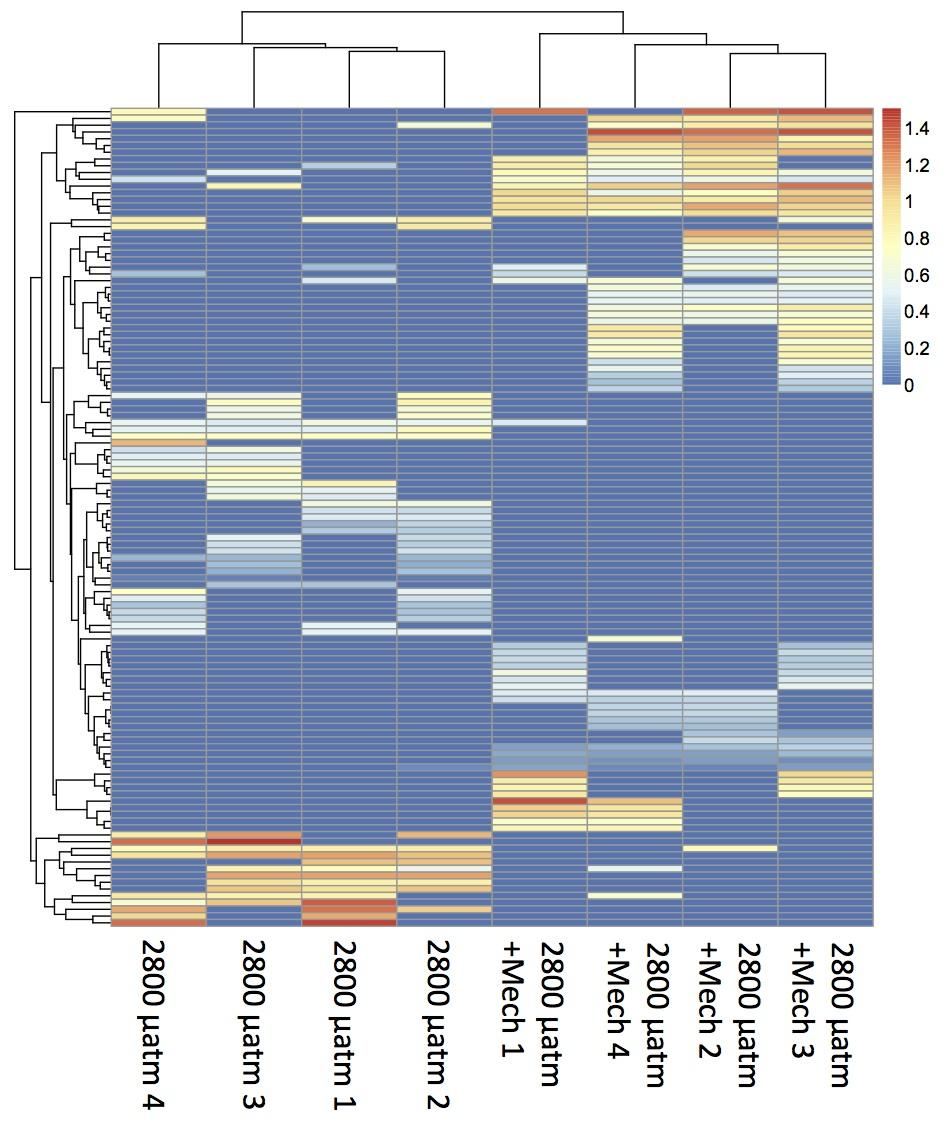 1.4
1.2
1
0.8
0.6
0.4
0.2
0
2800 µatm 4
2800 µatm 3
2800 µatm 1
2800 µatm 2
2800 µatm
+Mech 1
2800 µatm
+Mech 4
2800 µatm
+Mech 2
2800 µatm
+Mech 3